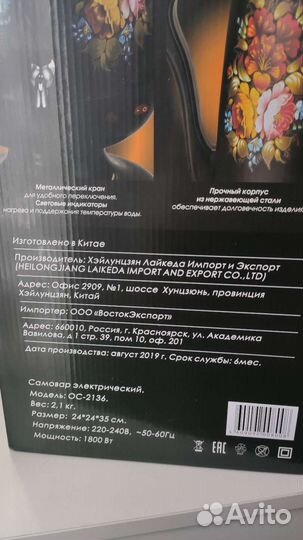 Металлический кран
для удобного переключения.
Световые индикаторы
нагрева и поддержания температуры воды.
Прочный корпус
из нержавеющей стали
обеспечивает долговечность изделия
Изготовлено в Китае
Производитель: Хэйлунцзян Лайкеда Импорт и Экспорт
(HEILONGJIANG LAIKEDA IMPORT AND EXPORT CO.,LTD)
Адрес: Офис 2909, №1, шоссе Хунцзюнь, провинция
Хэйлунцзян, Китай
Импортер: ООО «ВостокЭкспорт»
Адрес: 660010, Россия, г. Красноярск, ул. Академика
Вавилова, д 1 стр 39, пом 10, оф. 201
Дата производства: август 2019 г. Срок службы: 6мес.
Самовар электрический.
Модель: ОС-2136.
Вес: 2,1 кг.
Размер: 24*24*35 см.
Напряжение: 220-240В, ~50-60Гц
Мощность: 1800 Вт
EAC
Avito